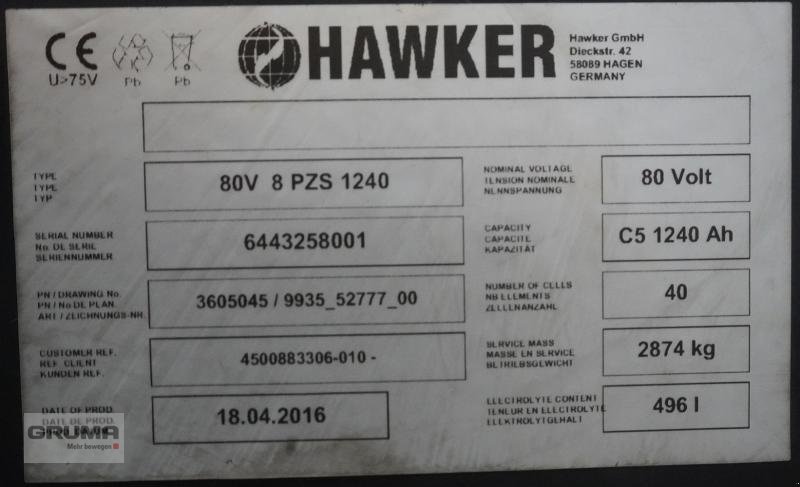 CE
U>75V
Pb
Pb
HAWKER
Hawker GmbH
Dieckstr. 42
58089 HAGEN
GERMANY
TYPE
TYPE
TYP
80V 8 PZS 1240
NOMINAL VOLTAGE
TENSION NOMINALE
NENNSPANNUNG
80 Volt
SERIAL NUMBER
No. DE SERIE
SERIENNUMMER
6443258001
CAPACITY
CAPACITE
KAPAZITÄT
C5 1240 Ah
PN / DRAWING No.
PN / No DE PLAN.
ART / ZEICHNUNGS-NR.
3605045 / 9935_52777_00
NUMBER OF CELLS
NB ELEMENTS
ZELLENANZAHL
40
CUSTOMER REF.
REF. CLIENT
KUNDEN REF.
4500883306-010 -
SERVICE MASS
MASSE EN SERVICE
BETRIEBSGEWICHT
2874 kg
DATE OF PROD.
DATE DE PROD.
18.04.2016
ELECTROLYTE CONTENT
TENEUR EN ELECTROLYTE
ELEKTROLYTGEHALT
496 l
GRUMA
Mehr bewegen.